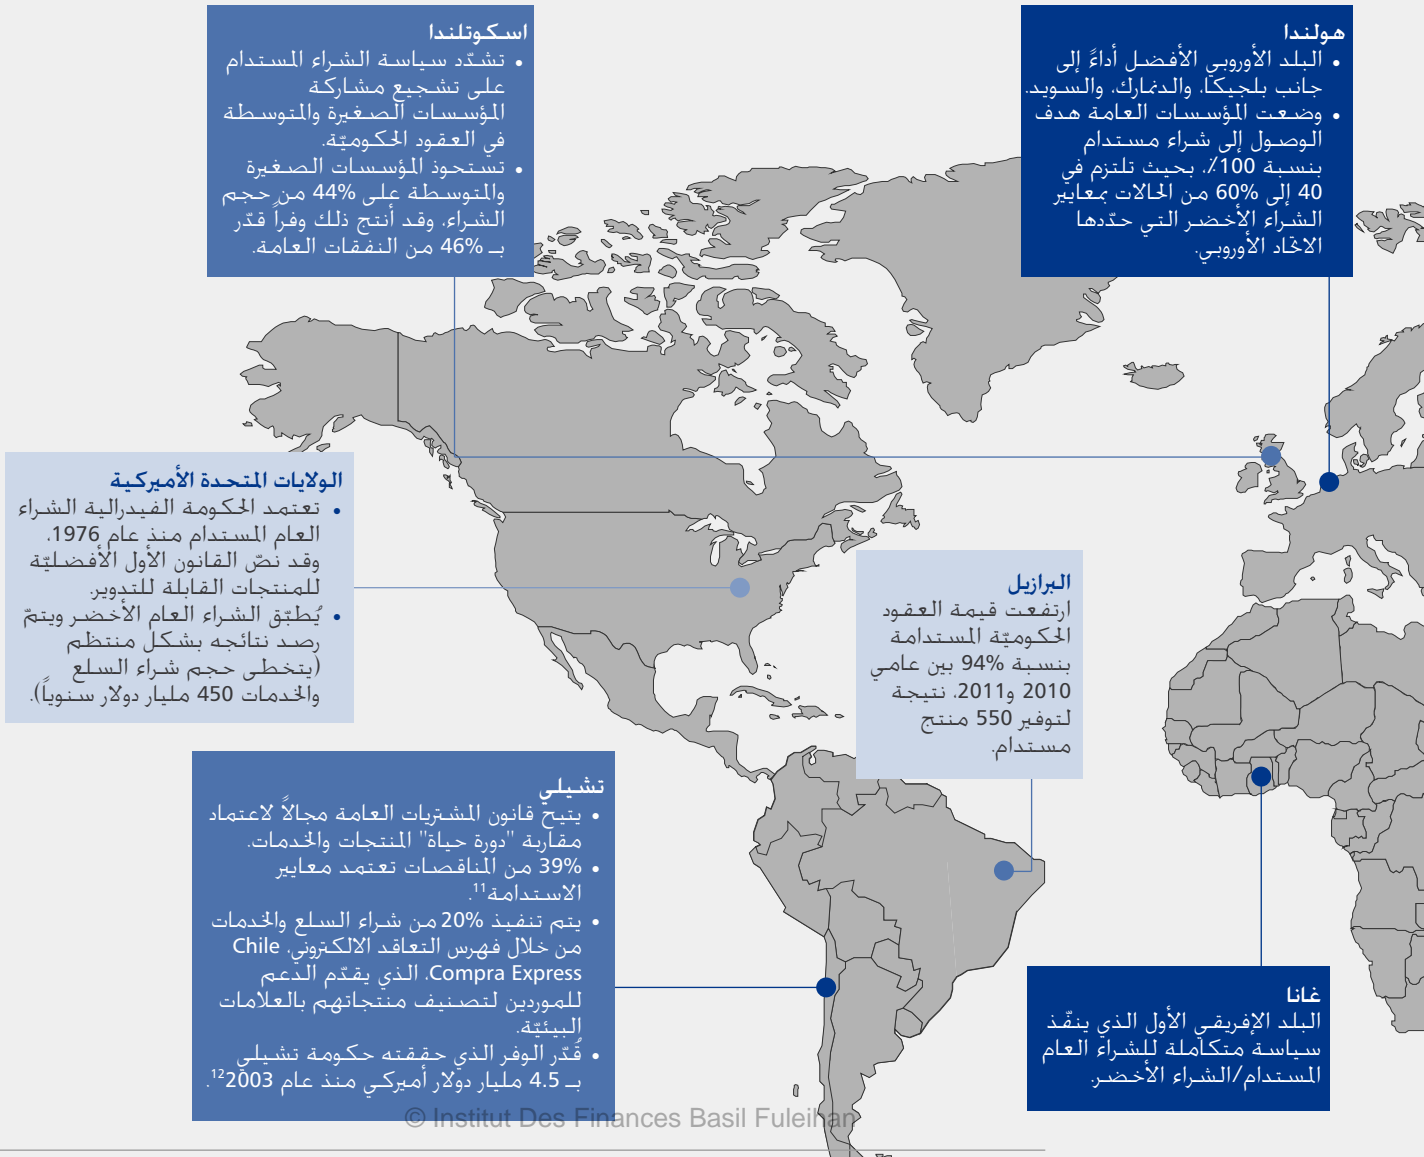 هولندا
• البلد الأوروبي الأفضل أداءً إلى
جانب بلجيكا، والدنمارك، والسويد.
• وضعت المؤسسات العامة هدف
الوصول إلى شراء مستدام
بنسبة 100٪، بحيث تلتزم في
40 إلى 60% من الحالات بمعايير
الشراء الأخضر التي حدّدها
الاتحاد الأوروبي.
اسكوتلندا
• تشدّد سياسة الشراء المستدام
على تشجيع مشاركة
المؤسسات الصغيرة والمتوسطة
في العقود الحكوميّة.
• تستحوذ المؤسسات الصغيرة
والمتوسطة على 44% من حجم
الشراء، وقد أنتج ذلك وفراً قدّر
بـ 46% من النفقات العامة.
الولايات المتحدة الأميركية
• تعتمد الحكومة الفيدرالية الشراء
العام المستدام منذ عام 1976،
وقد نصّ القانون الأول الأفضليّة
للمنتجات القابلة للتدوير.
• يُطبّق الشراء العام الأخضر ويتمّ
رصد نتائجه بشكل منتظم
(يتخطى حجم شراء السلع
والخدمات 450 مليار دولار سنوياً).
البرازيل
ارتفعت قيمة العقود
الحكوميّة المستدامة
بنسبة 94% بين عامي
2010 و2011، نتيجة
لتوفير 550 منتج
مستدام.
تشيلي
• يتيح قانون المشتريات العامة مجالاً لاعتماد
مقاربة "دورة حياة" المنتجات والخدمات.
• 39% من المناقصات تعتمد معايير
الاستدامة¹¹.
• يتم تنفيذ 20% من شراء السلع والخدمات
من خلال فهرس التعاقد الالكتروني، Chile
Compra Express، الذي يقدّم الدعم
للموردين لتصنيف منتجاتهم بالعلامات
البيئيّة.
• قُدّر الوفر الذي حققته حكومة تشيلي
بـ 4.5 مليار دولار أميركي منذ عام 2003¹².
غانا
البلد الإفريقي الأول الذي ينفّذ
سياسة متكاملة للشراء العام
المستدام/الشراء الأخضر.
© Institut Des Finances Basil Fuleihan